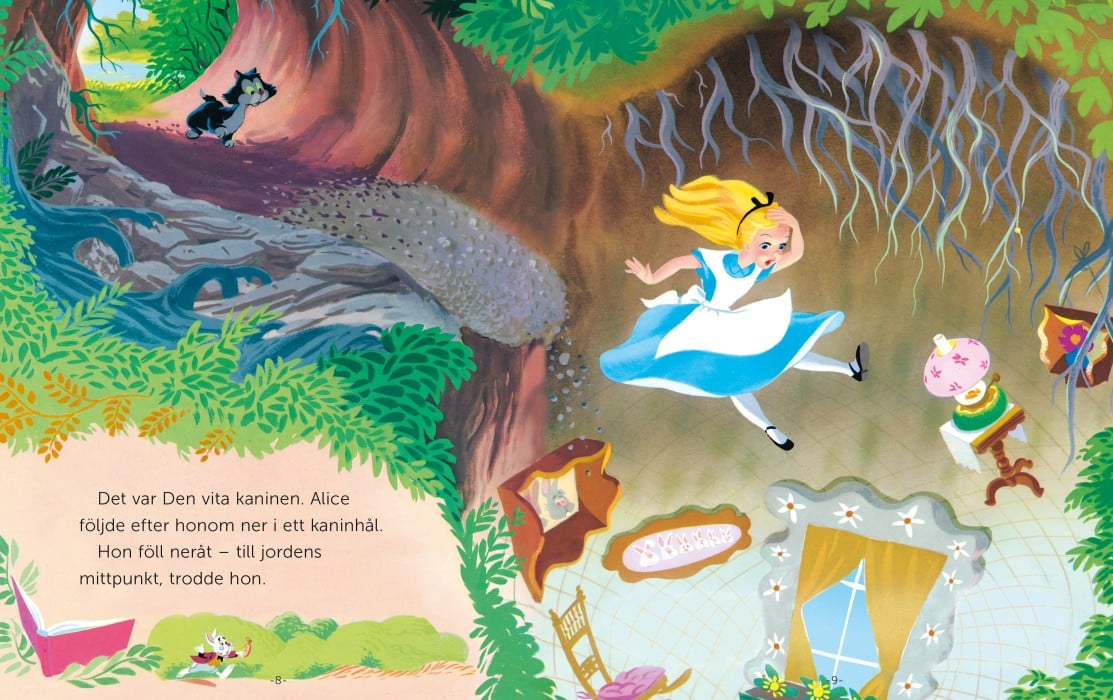 Det var Den vita kaninen. Alice
följde efter honom ner i ett kaninhål.
Hon föll neråt – till jordens
mittpunkt, trodde hon.
-8-
9-